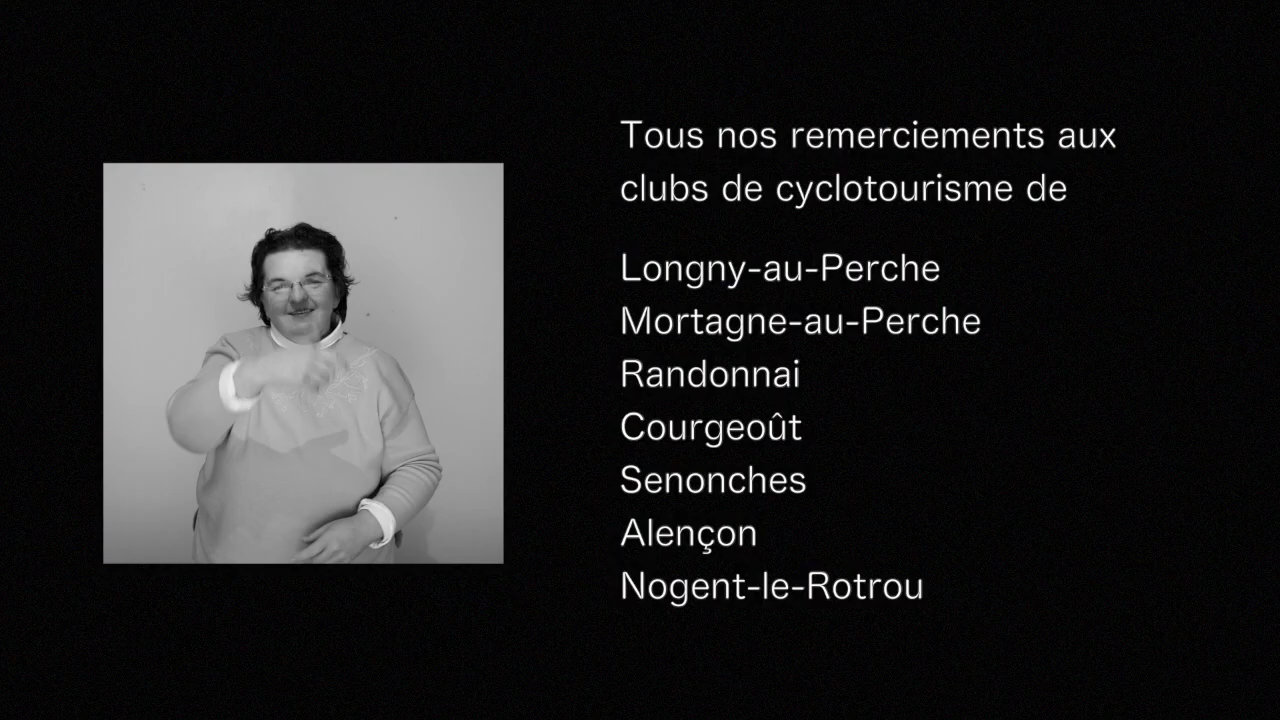 Tous nos remerciements aux
clubs de cyclotourisme de
Longny-au-Perche
Mortagne-au-Perche
Randonnai
Courgeoût
Senonches
Alençon
Nogent-le-Rotrou